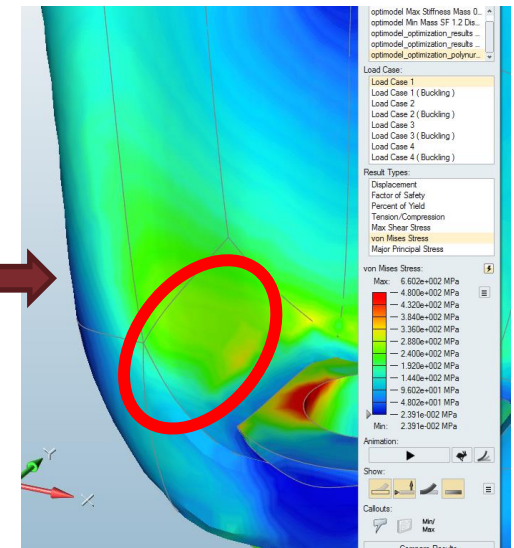 optimodel Max Stiffness Mass 0..
optimodel Min Mass SF 1.2 Dis..
optimodel_optimization_results ..
optimodel_optimization_results ..
optimodel_optimization_polynur..
Load Case:
Load Case 1
Load Case 1 ( Buckling )
Load Case 2
Load Case 2 ( Buckling )
Load Case 3
Load Case 3 ( Buckling )
Load Case 4
Load Case 4 ( Buckling )
Result Types:
Displacement
Factor of Safety
Percent of Yield
Tension/Compression
Max Shear Stress
von Mises Stress
Major Principal Stress
von Mises Stress:
Max: 6.602e+002 MPa
4.800e+002 MPa
4.320e+002 MPa
3.840e+002 MPa
3.360e+002 MPa
2.880e+002 MPa
2.400e+002 MPa
1.920e+002 MPa
1.440e+002 MPa
9.602e+001 MPa
4.802e+001 MPa
2.391e-002 MPa
Min: 2.391e-002 MPa
Animation:
Show:
Callouts:
Min/
Max
Compare Results
Y
X